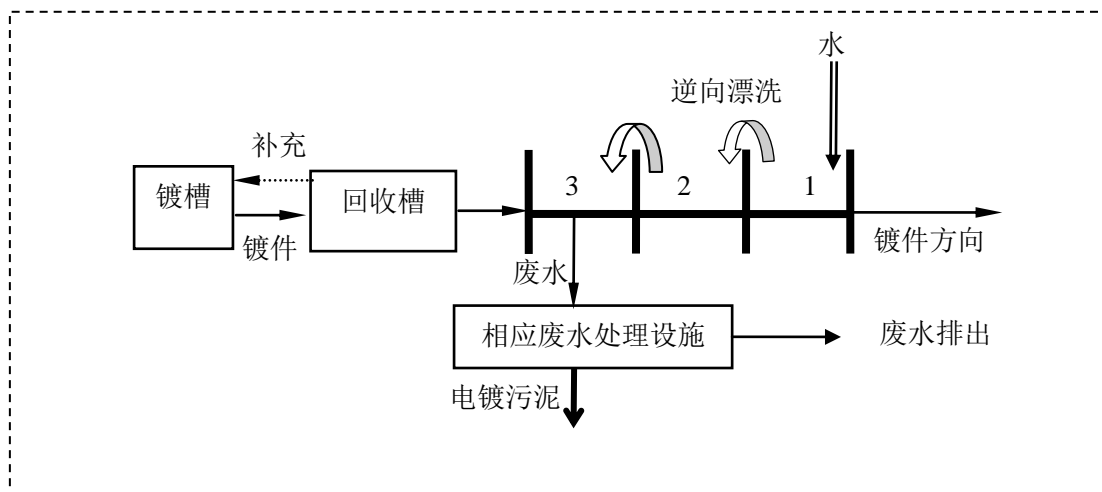 水
逆向漂洗
补充
镀槽
回收槽
3
2
1
镀件
镀件方向
废水
相应废水处理设施
废水排出
电镀污泥